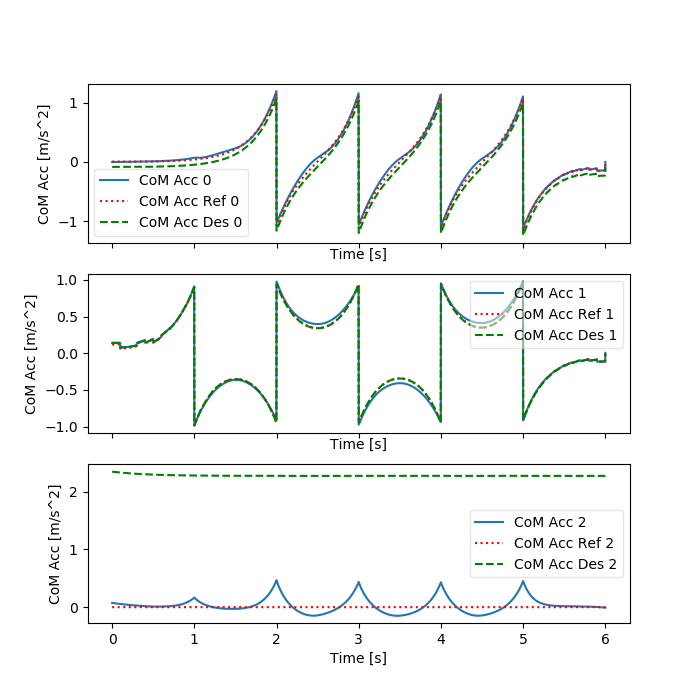 CoM Acc [m/s^2]
1
0
−1
CoM Acc 0
CoM Acc Ref 0
CoM Acc Des 0
Time [s]
CoM Acc [m/s^2]
1.0
0.5
0.0
−0.5
−1.0
CoM Acc 1
CoM Acc Ref 1
CoM Acc Des 1
Time [s]
CoM Acc [m/s^2]
2
1
0
CoM Acc 2
CoM Acc Ref 2
CoM Acc Des 2
0 1 2 3 4 5 6
Time [s]